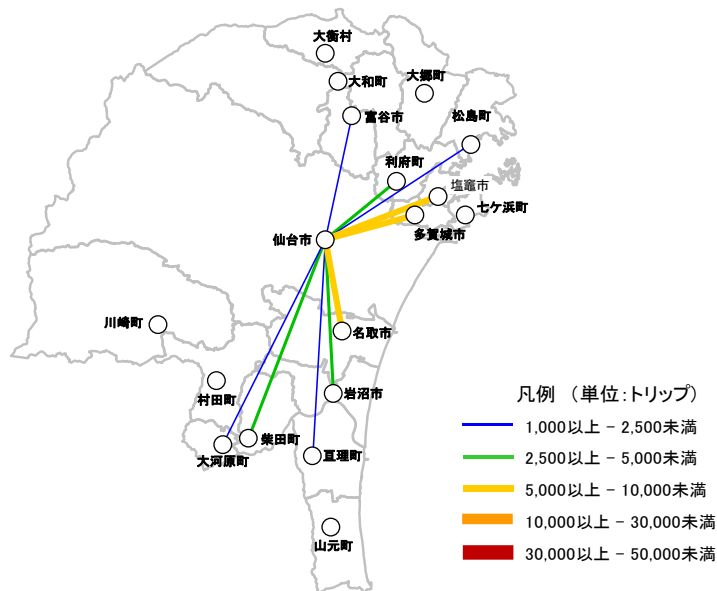 大衡村
大和町
大郷町
富谷市
松島町
利府町
塩竈市
七ケ浜町
多賀城市
仙台市
川崎町
名取市
村田町
岩沼市
柴田町
大河原町
亘理町
山元町
凡例 （単位：トリップ）
1,000以上 − 2,500未満
2,500以上 − 5,000未満
5,000以上 − 10,000未満
10,000以上 − 30,000未満
30,000以上 − 50,000未満